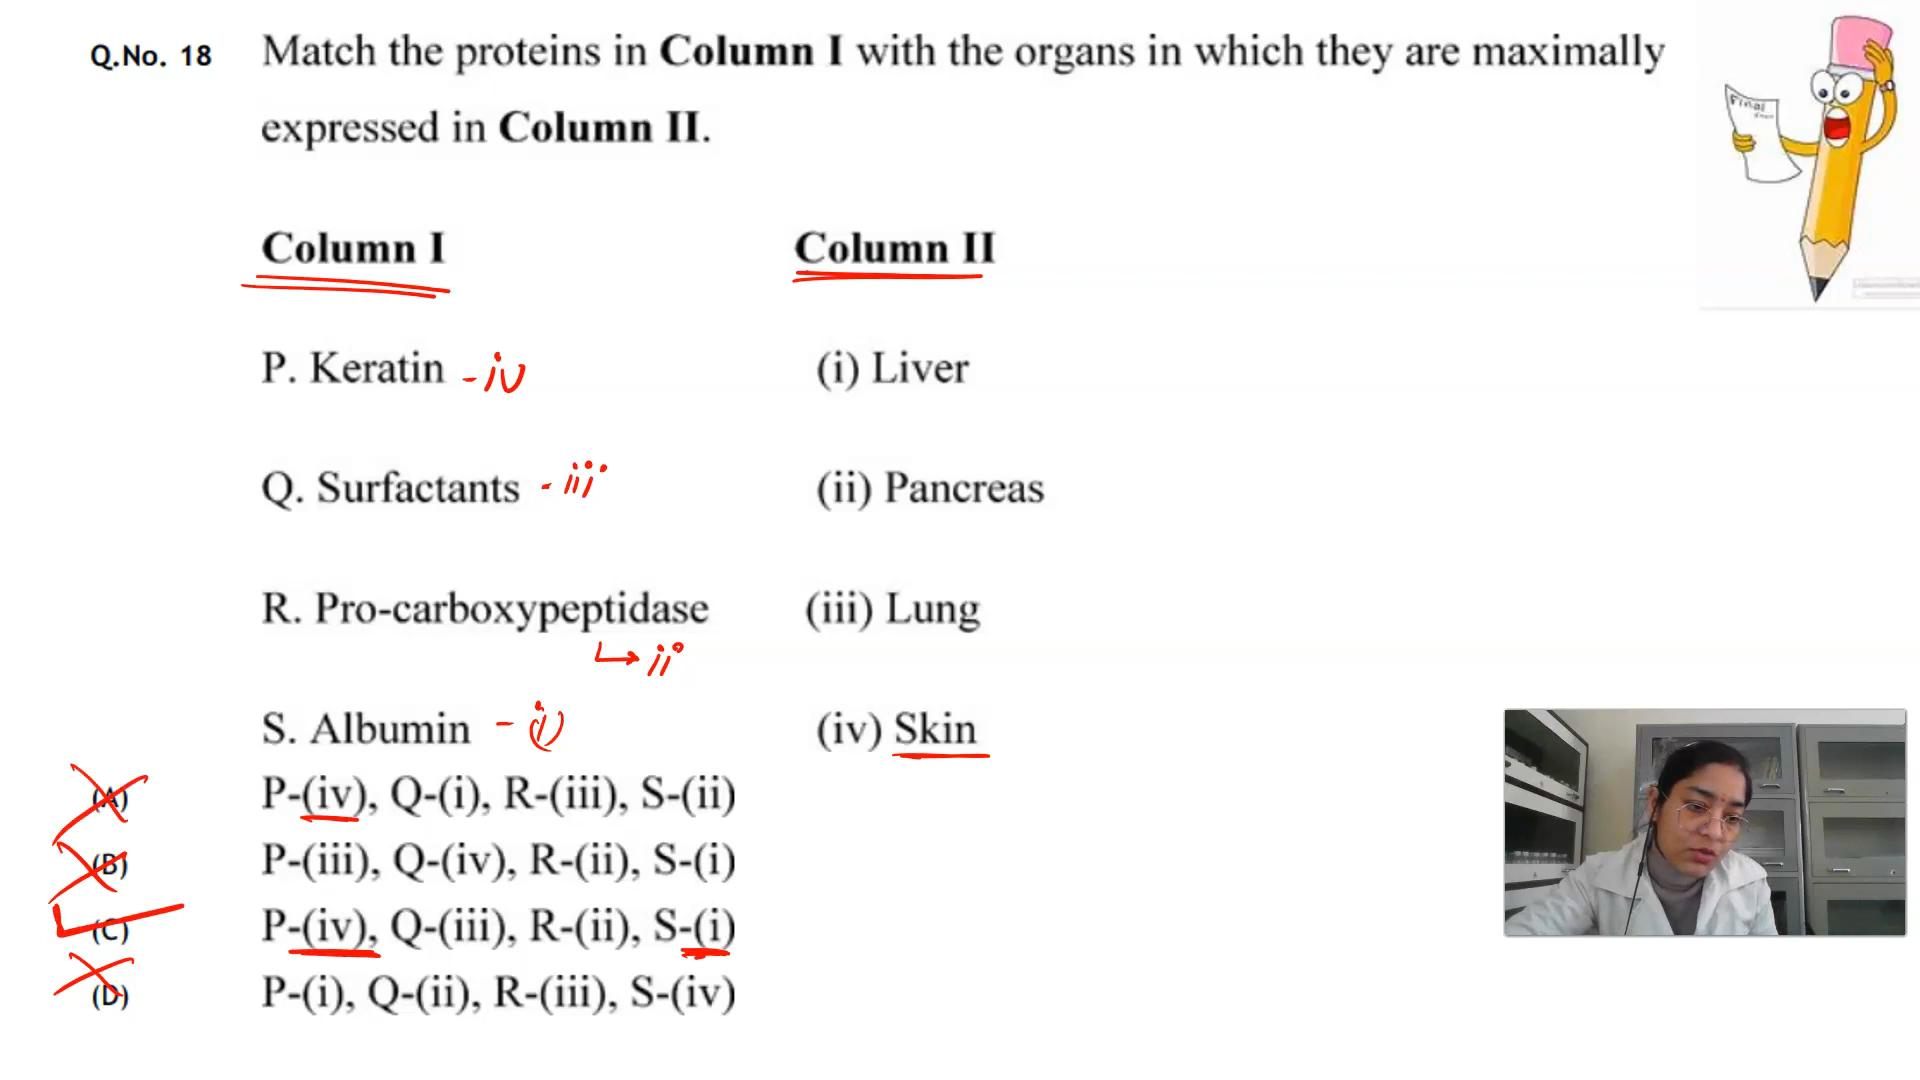 Q.No. 18 Match the proteins in Column I with the organs in which they are maximally
expressed in Column II.
Final
Column I Column II
P. Keratin - iv (i) Liver
Q. Surfactants - iii (ii) Pancreas
R. Pro-carboxypeptidase (iii) Lung
↳ ii
S. Albumin - (i) (iv) Skin
(A) P-(iv), Q-(i), R-(iii), S-(ii)
(B) P-(iii), Q-(iv), R-(ii), S-(i)
(C) P-(iv), Q-(iii), R-(ii), S-(i)
(D) P-(i), Q-(ii), R-(iii), S-(iv)